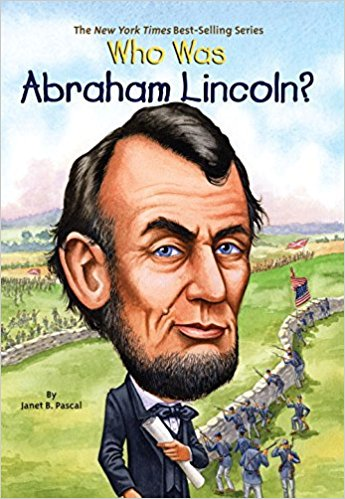 The New York Times Best-Selling Series
Who Was
Abraham Lincoln?
By
Janet B. Pascal